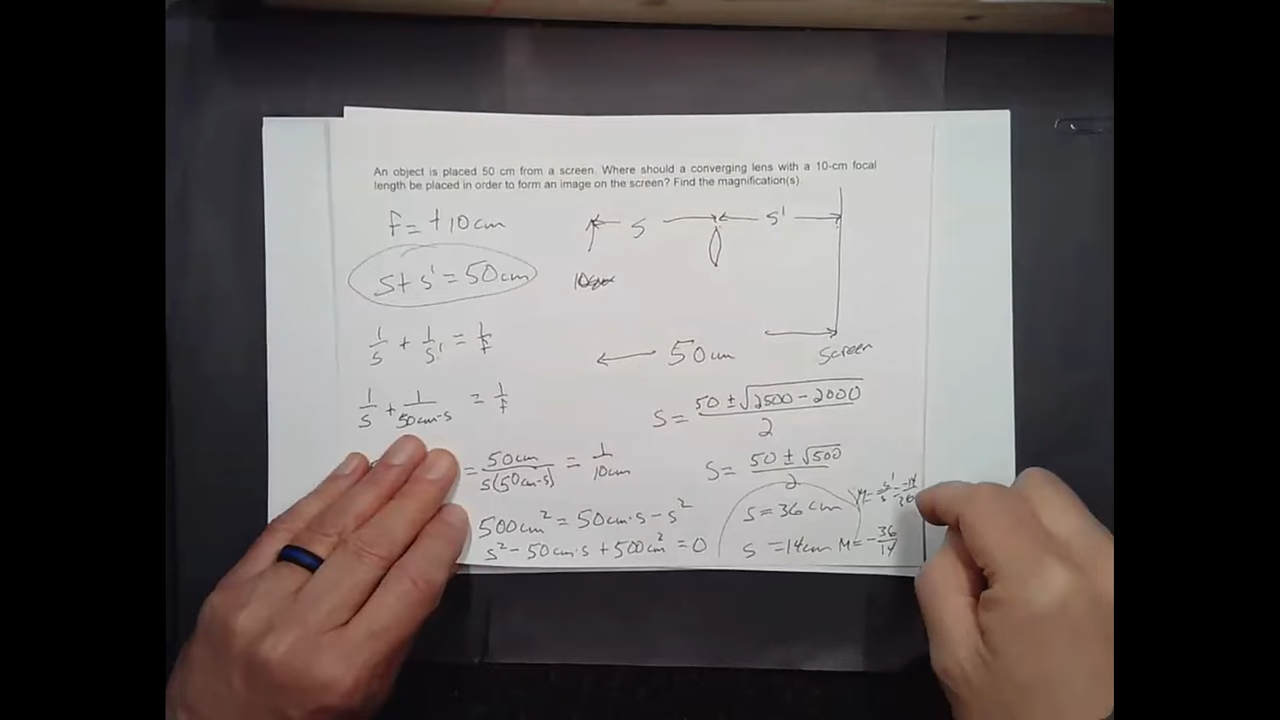 An object is placed 50 cm from a screen. Where should a converging lens with a 10-cm focal
length be placed in order to form an image on the screen? Find the magnification(s)
f = +10cm
s s'
s + s' = 50cm
1/s + 1/s' = 1/f
50cm
Screen
1/s + 1/(50cm-s) = 1/f
s = (50 ± √(2500 - 2000))/2
= 50cm/(s(50cm-s)) = 1/10cm
s = (50 ± √500)/2
500cm² = 50cm·s - s²
s = 36cm
s² - 50cm·s + 500cm² = 0
s = 14cm M = -36/14